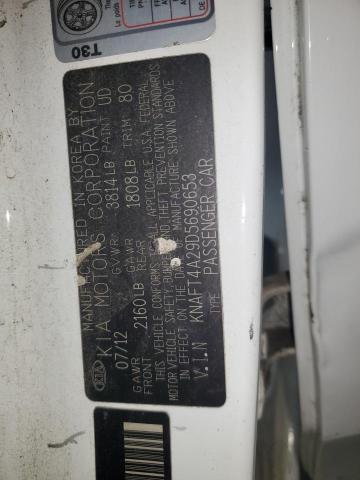 MANUFACTURED IN KOREA BY
KIA MOTORS CORPORATION
KIA
07/12 GVWR 3814LB PAINT UD
GAWR FRONT 2160LB GAWR REAR 1808LB TRIM 80
THIS VEHICLE CONFORMS TO ALL APPLICABLE U.S.A. FEDERAL
MOTOR VEHICLE SAFETY, BUMPER, AND THEFT PREVENTION STANDARDS
IN EFFECT ON THE DATE OF MANUFACTURE SHOWN ABOVE
V.I.N KNAFT4A29D5690653
TYPE PASSENGER CAR
T30